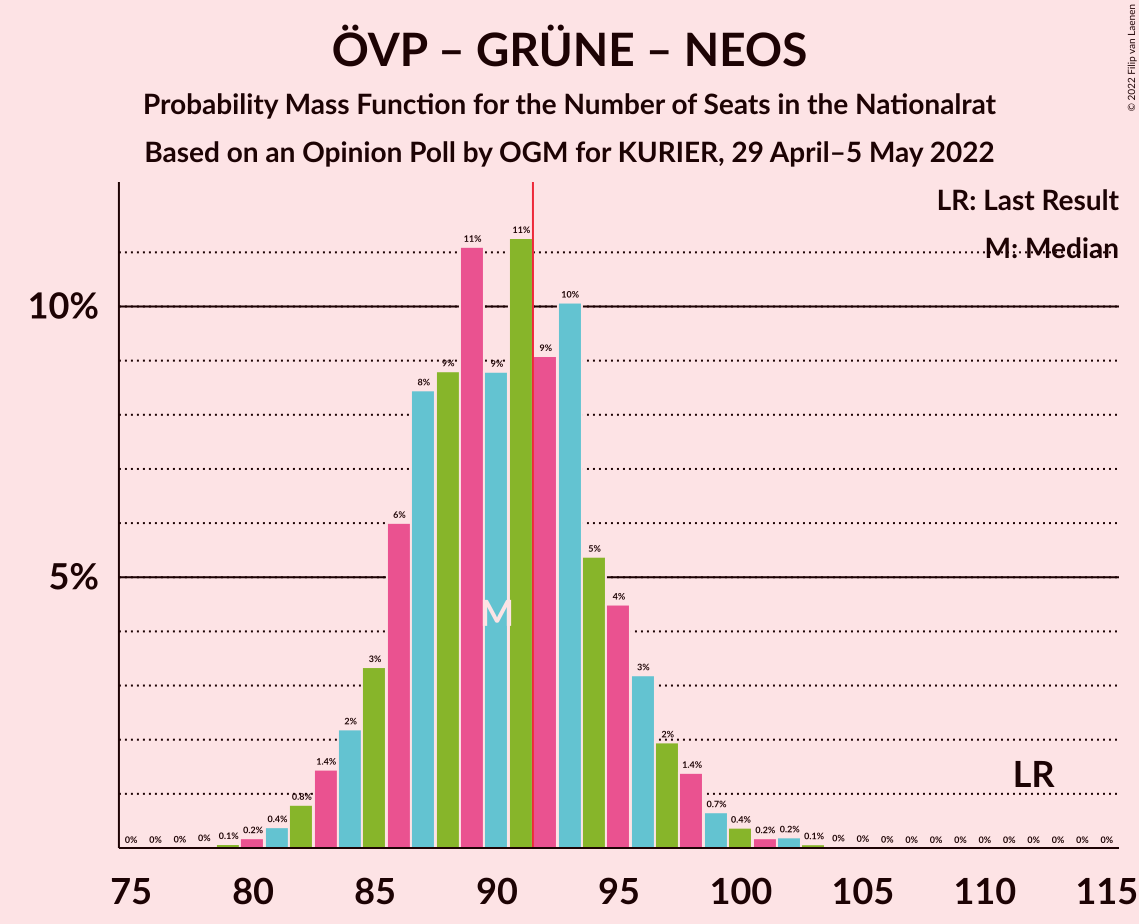 ÖVP – GRÜNE – NEOS
Probability Mass Function for the Number of Seats in the Nationalrat
Based on an Opinion Poll by OGM for KURIER, 29 April–5 May 2022
© 2022 Filip van Laenen
LR: Last Result
M: Median
10%
5%
0% 0% 0% 0% 0.1% 0.2% 0.4% 0.8% 1.4% 2% 3% 6% 8% 9% 11% 9% 11% 9% 10% 5% 4% 3% 2% 1.4% 0.7% 0.4% 0.2% 0.2% 0.1% 0% 0% 0% 0% 0% 0% 0% 0% 0% 0% 0% 0%
M
LR
75 80 85 90 95 100 105 110 115